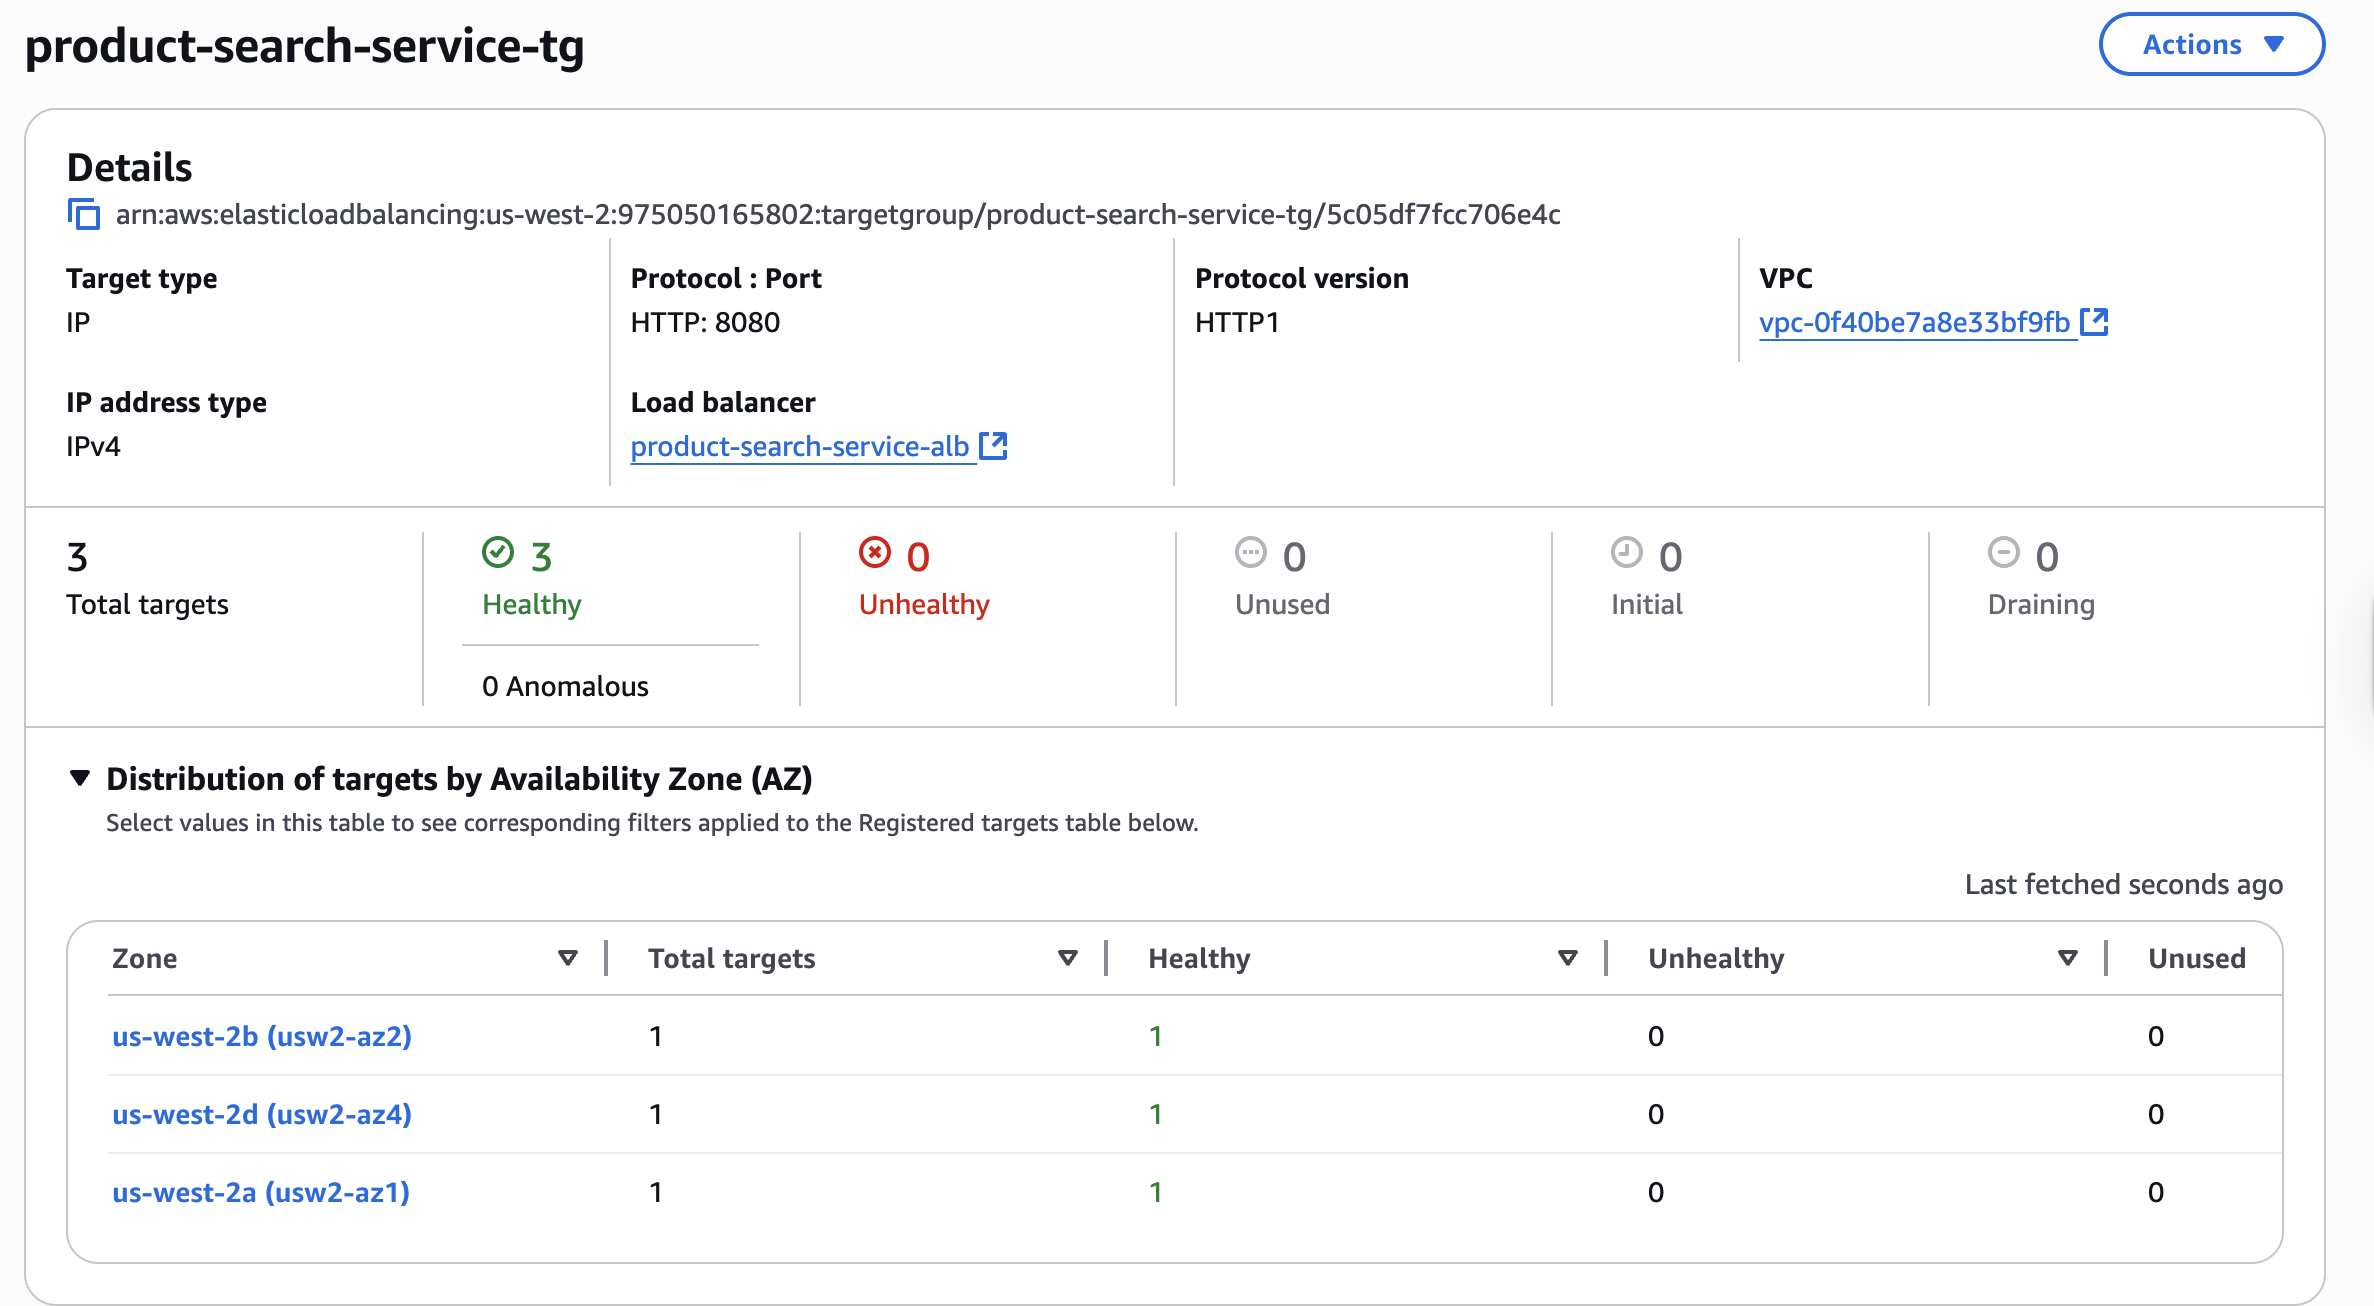 product-search-service-tg
Actions
Details
arn:aws:elasticloadbalancing:us-west-2:975050165802:targetgroup/product-search-service-tg/5c05df7fcc706e4c
Target type
IP
Protocol : Port
HTTP: 8080
Protocol version
HTTP1
VPC
vpc-0f40be7a8e33bf9fb
IP address type
IPv4
Load balancer
product-search-service-alb
3
Total targets
3
Healthy
0 Anomalous
0
Unhealthy
0
Unused
0
Initial
0
Draining
Distribution of targets by Availability Zone (AZ)
Select values in this table to see corresponding filters applied to the Registered targets table below.
Last fetched seconds ago
Zone Total targets Healthy Unhealthy Unused
us-west-2b (usw2-az2) 1 1 0 0
us-west-2d (usw2-az4) 1 1 0 0
us-west-2a (usw2-az1) 1 1 0 0